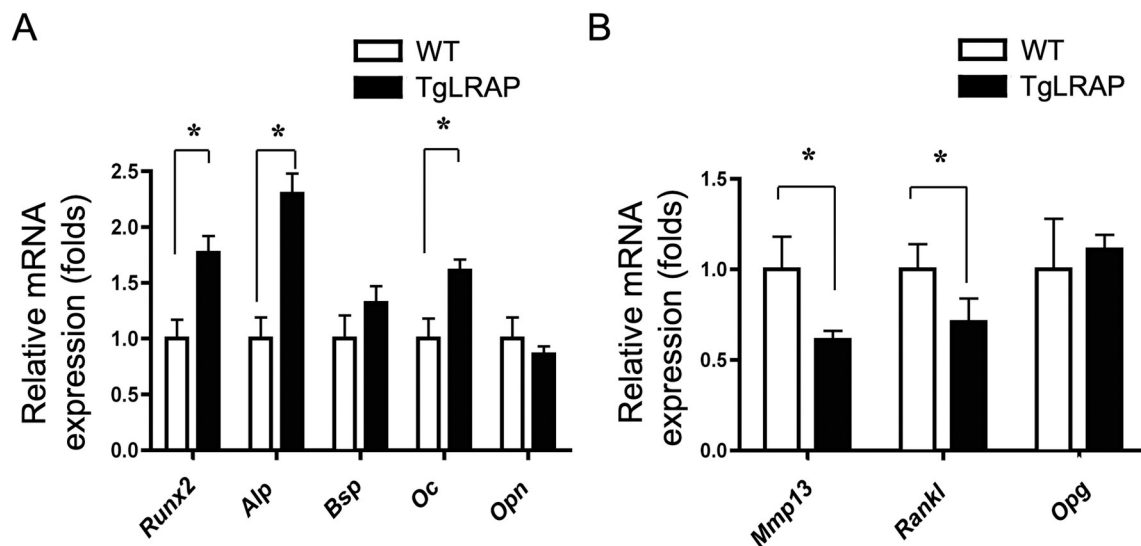 A
WT
TgLRAP
*
*
*
Relative mRNA
expression (folds)
2.5
2.0
1.5
1.0
0.5
0.0
Runx2
Alp
Bsp
Oc
Opn
B
WT
TgLRAP
*
*
Relative mRNA
expression (folds)
1.5
1.0
0.5
0.0
Mmp13
Rankl
Opg